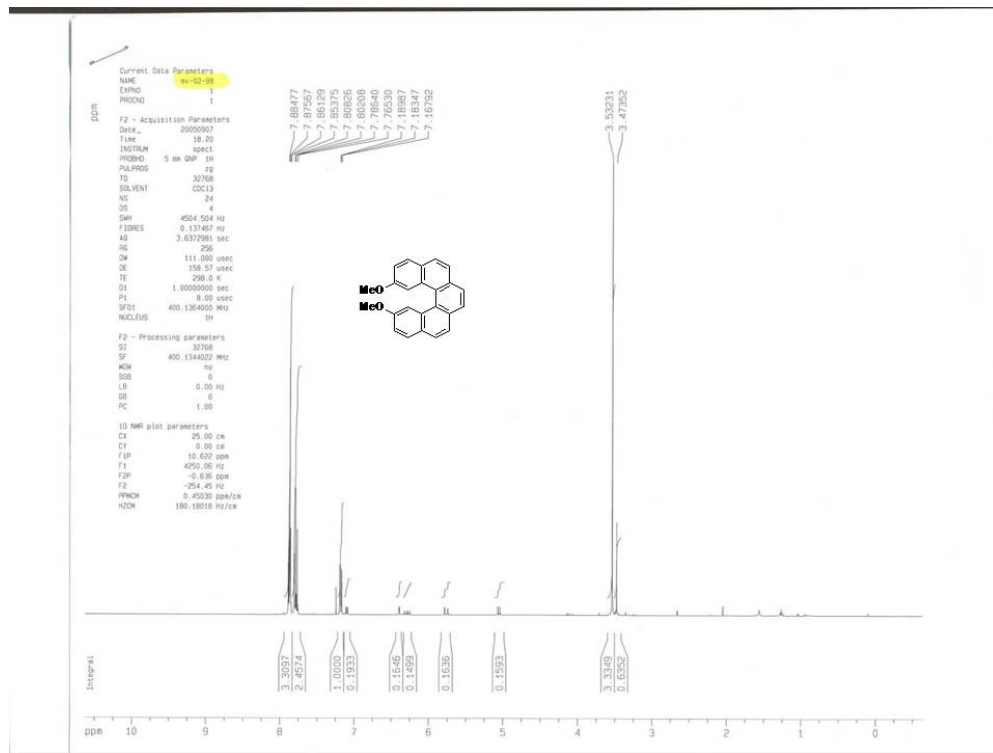 Current Data Parameters
NAME mv-02-98
EXPNO 1
PROCNO 1
F2 - Acquisition Parameters
Date_ 20050907
Time 18.20
INSTRUM spect
PROBHD 5 mm QNP 1H
PULPROG zg
TD 32768
SOLVENT CDCl3
NS 24
DS 4
SWH 4504.504 Hz
FIDRES 0.137467 Hz
AQ 3.6372981 sec
RG 256
DW 111.000 usec
DE 158.57 usec
TE 298.0 K
D1 1.00000000 sec
P1 8.00 usec
SFO1 400.1364000 MHz
NUCLEUS 1H
F2 - Processing parameters
SI 32768
SF 400.1344022 MHz
WDW no
SSB 0
LB 0.00 Hz
GB 0
PC 1.00
1D NMR plot parameters
CX 25.00 cm
CY 0.00 cm
F1P 10.622 ppm
F1 4250.06 Hz
F2P -0.636 ppm
F2 -254.45 Hz
PPMCM 0.45030 ppm/cm
HZCM 180.18018 Hz/cm
ppm
7.88477
7.87567
7.86129
7.85375
7.80826
7.80208
7.78640
7.76530
7.18987
7.18347
7.16792
3.53231
3.47352
MeO
MeO
Integral
3.3097
2.4574
1.0000
0.1933
0.1646
0.1499
0.1636
0.1593
3.3349
0.6352
ppm 10 9 8 7 6 5 4 3 2 1 0